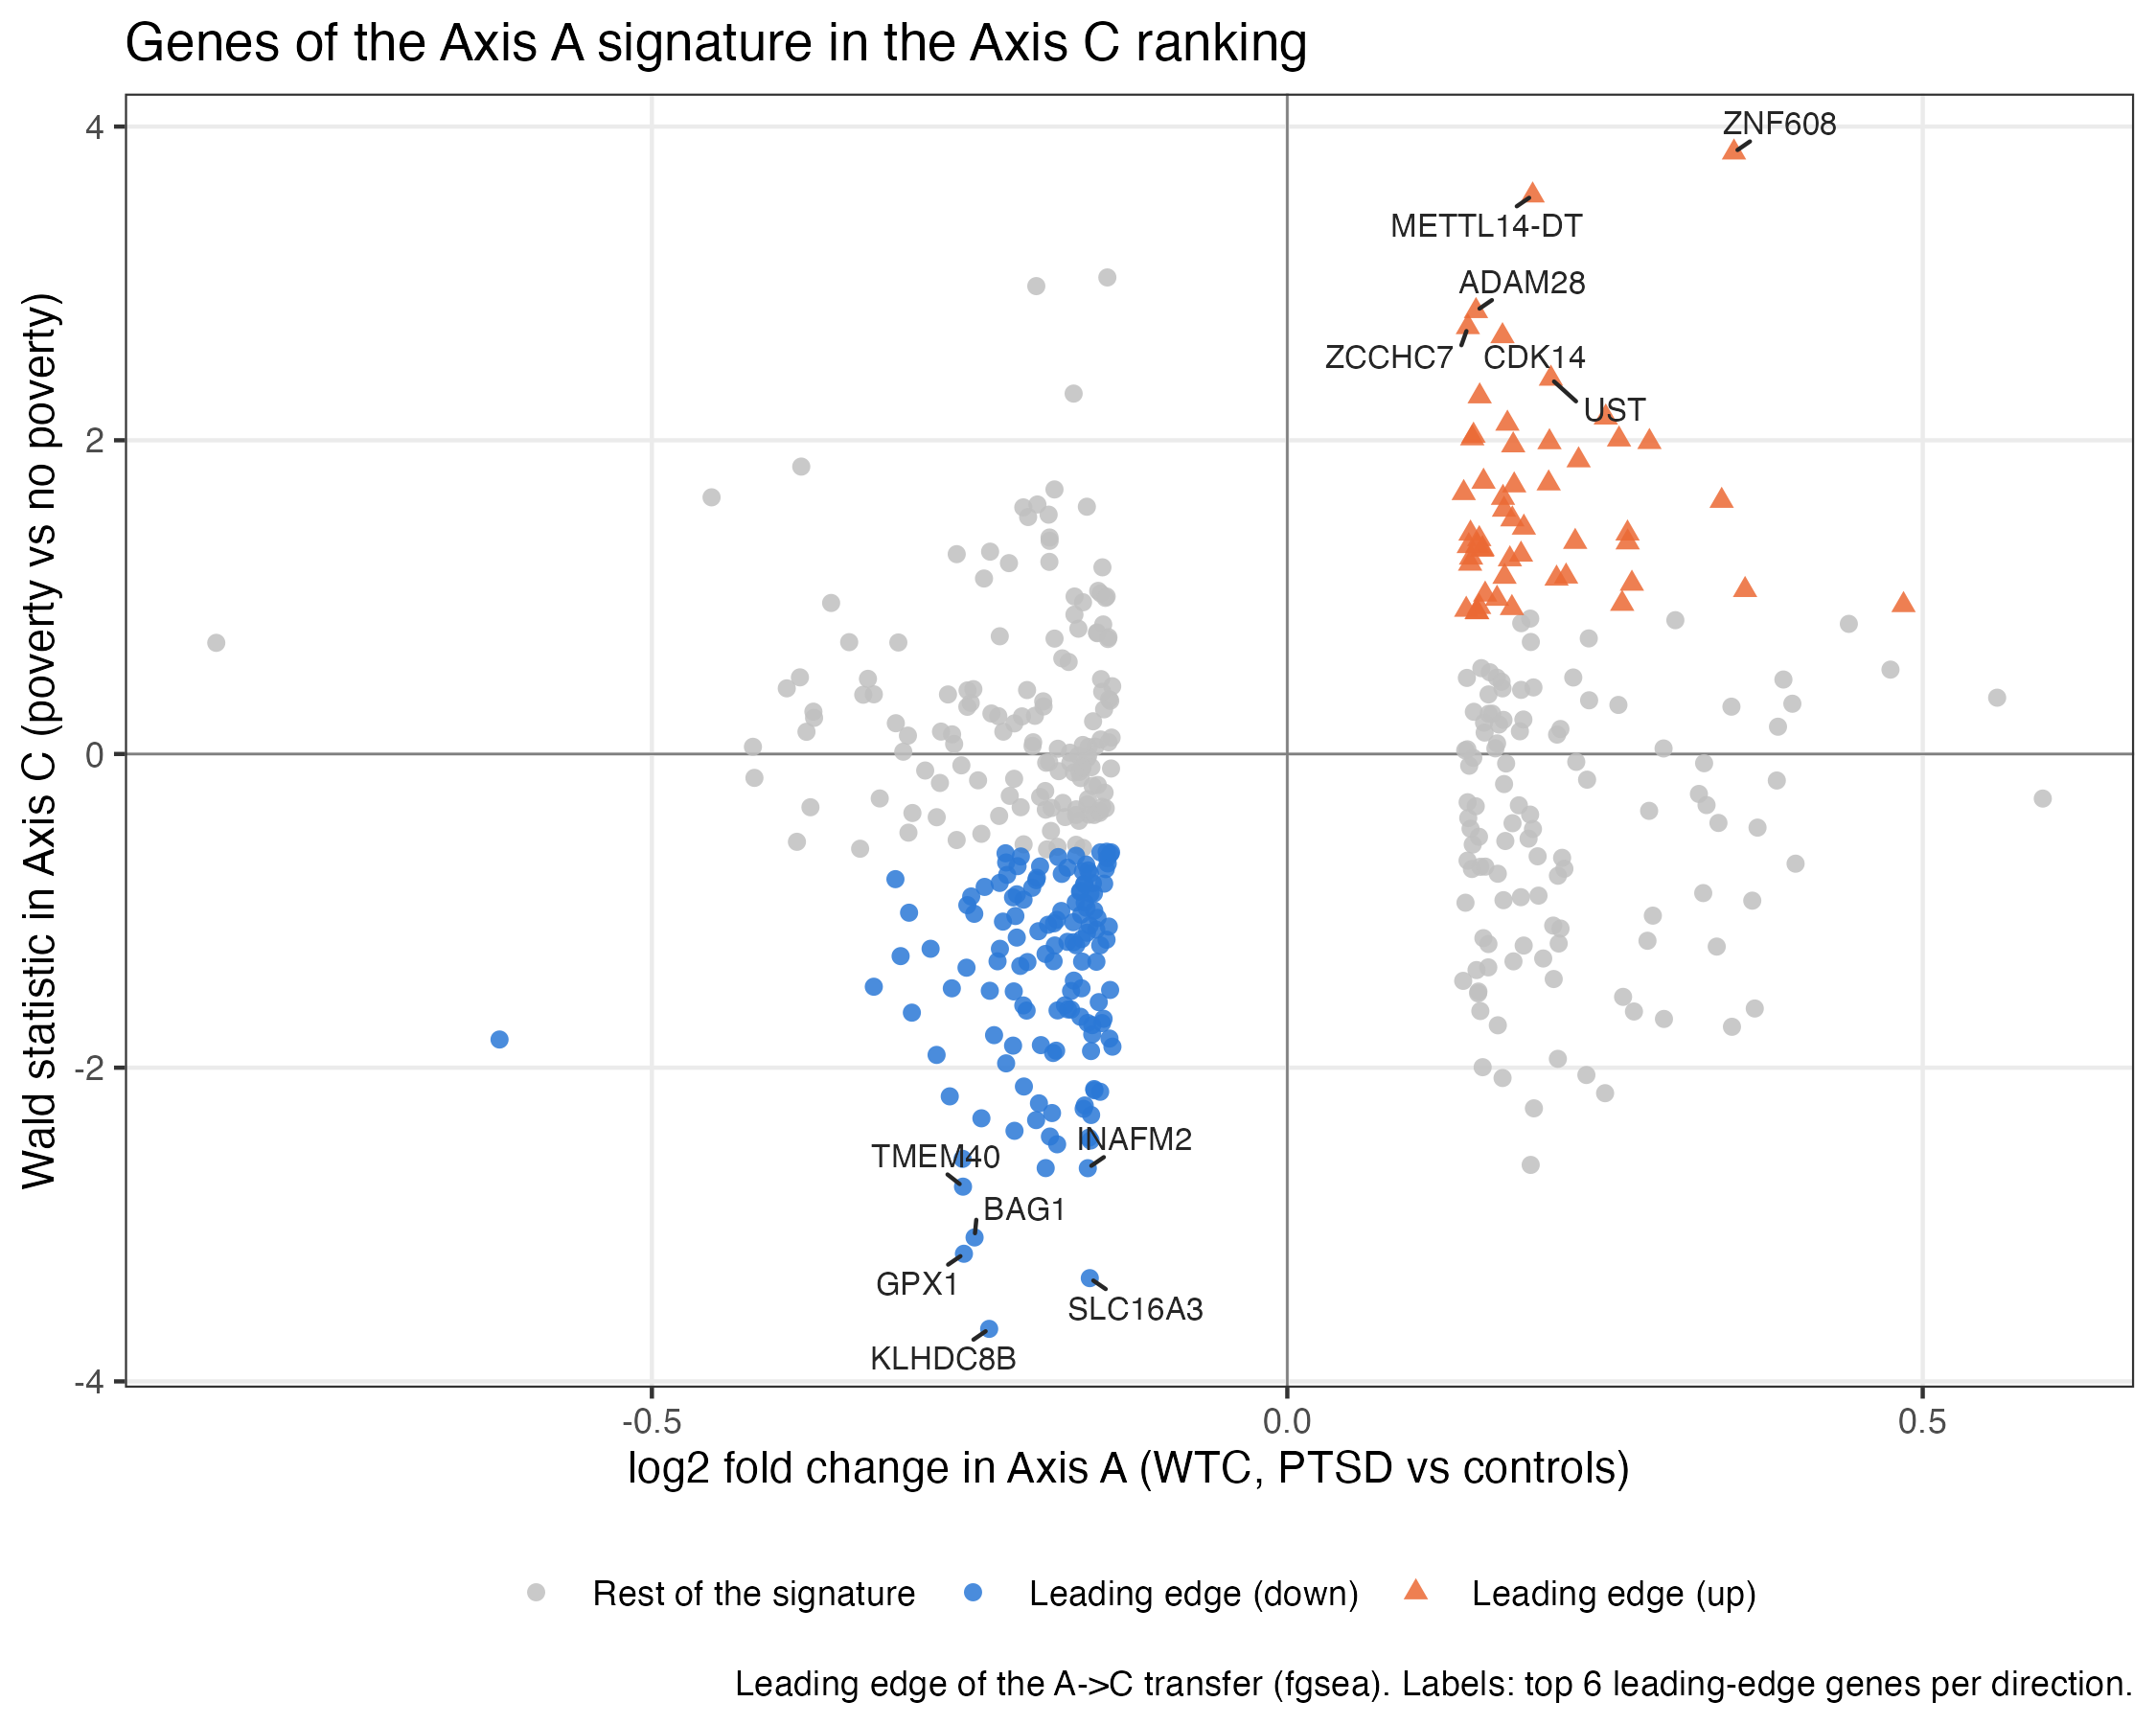 Genes of the Axis A signature in the Axis C ranking
Wald statistic in Axis C (poverty vs no poverty)
4
2
0
-2
-4
ZNF608
METTL14-DT
ADAM28
ZCCHC7
CDK14
UST
INAFM2
TMEM40
BAG1
GPX1
SLC16A3
KLHDC8B
-0.5
0.0
0.5
log2 fold change in Axis A (WTC, PTSD vs controls)
Rest of the signature
Leading edge (down)
Leading edge (up)
Leading edge of the A->C transfer (fgsea). Labels: top 6 leading-edge genes per direction.